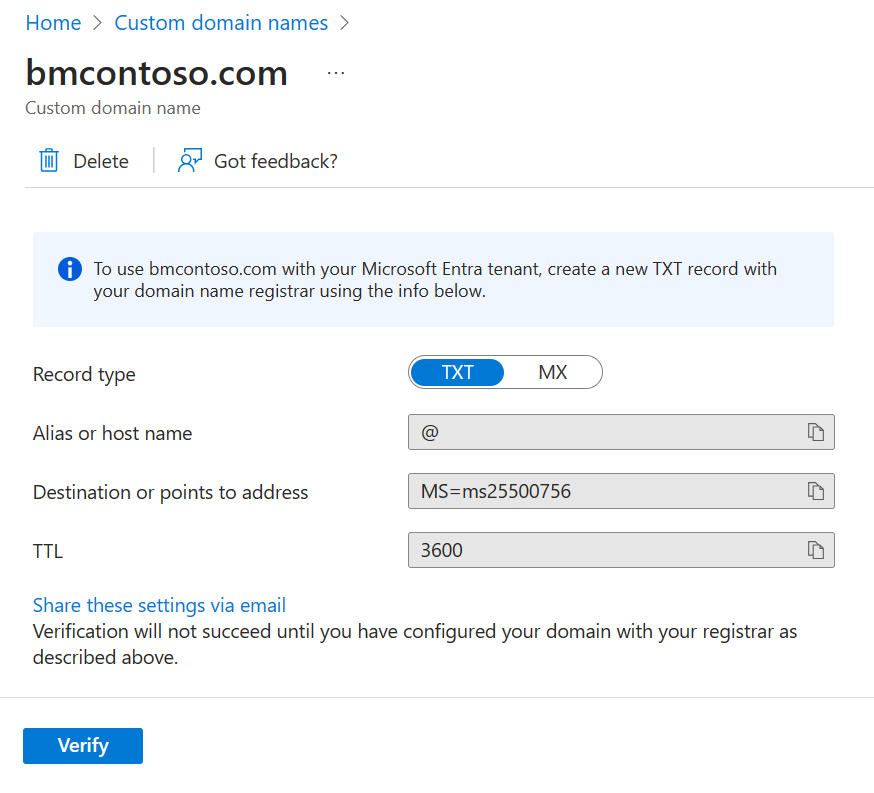 Home > Custom domain names >
bmcontoso.com ...
Custom domain name
Delete Got feedback?
To use bmcontoso.com with your Microsoft Entra tenant, create a new TXT record with
your domain name registrar using the info below.
Record type TXT MX
Alias or host name @
Destination or points to address MS=ms25500756
TTL 3600
Share these settings via email
Verification will not succeed until you have configured your domain with your registrar as
described above.
Verify